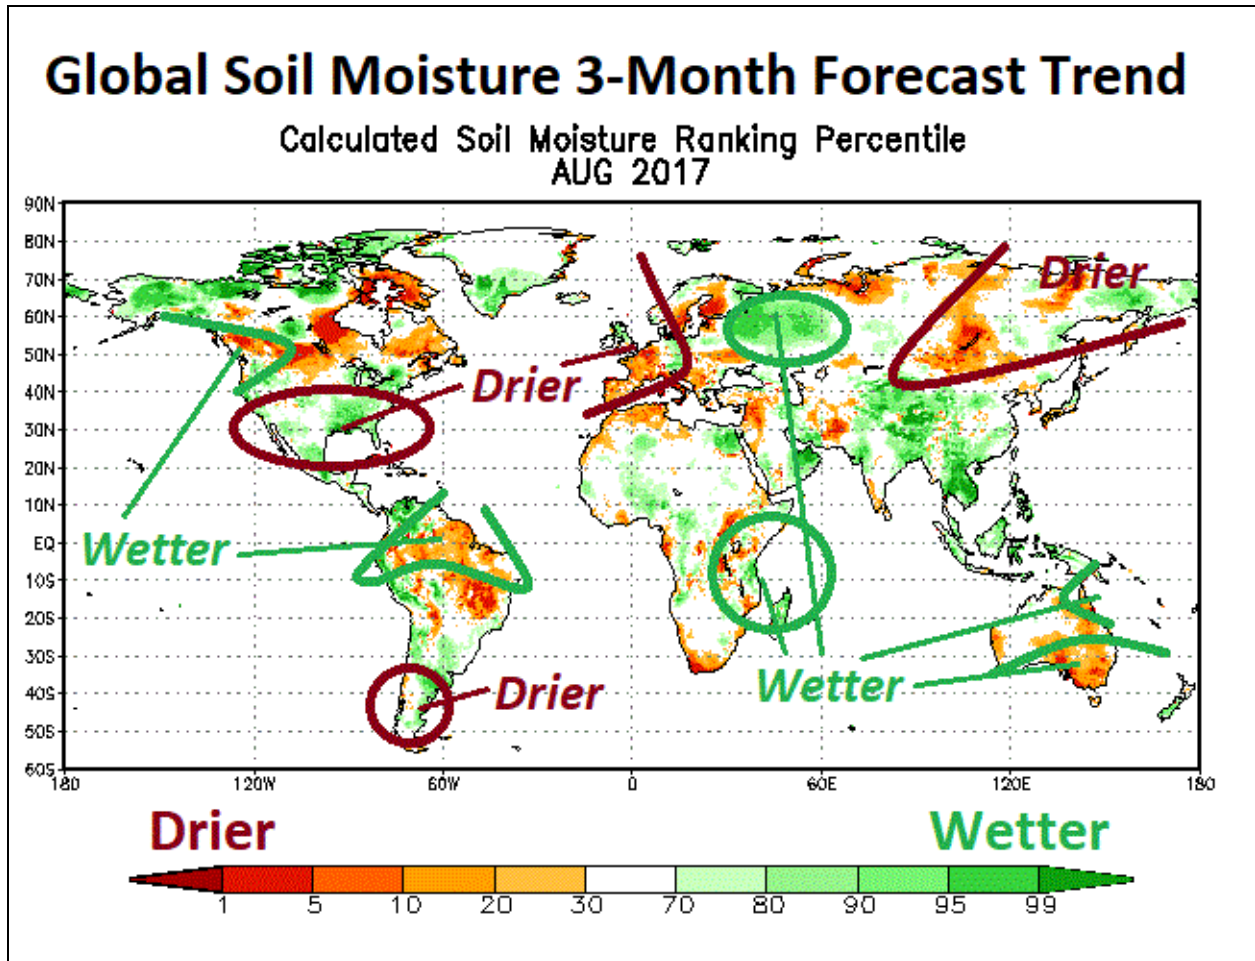 Global Soil Moisture 3-Month Forecast Trend
Calculated Soil Moisture Ranking Percentile
AUG 2017
90N
80N
70N
60N
50N
40N
30N
20N
10N
EQ
10S
20S
30S
40S
50S
60S
180 120W 60W 0 60E 120E 180
Drier
Drier
Wetter
Wetter
Drier
Drier Wetter
1 5 10 20 30 70 80 90 95 99